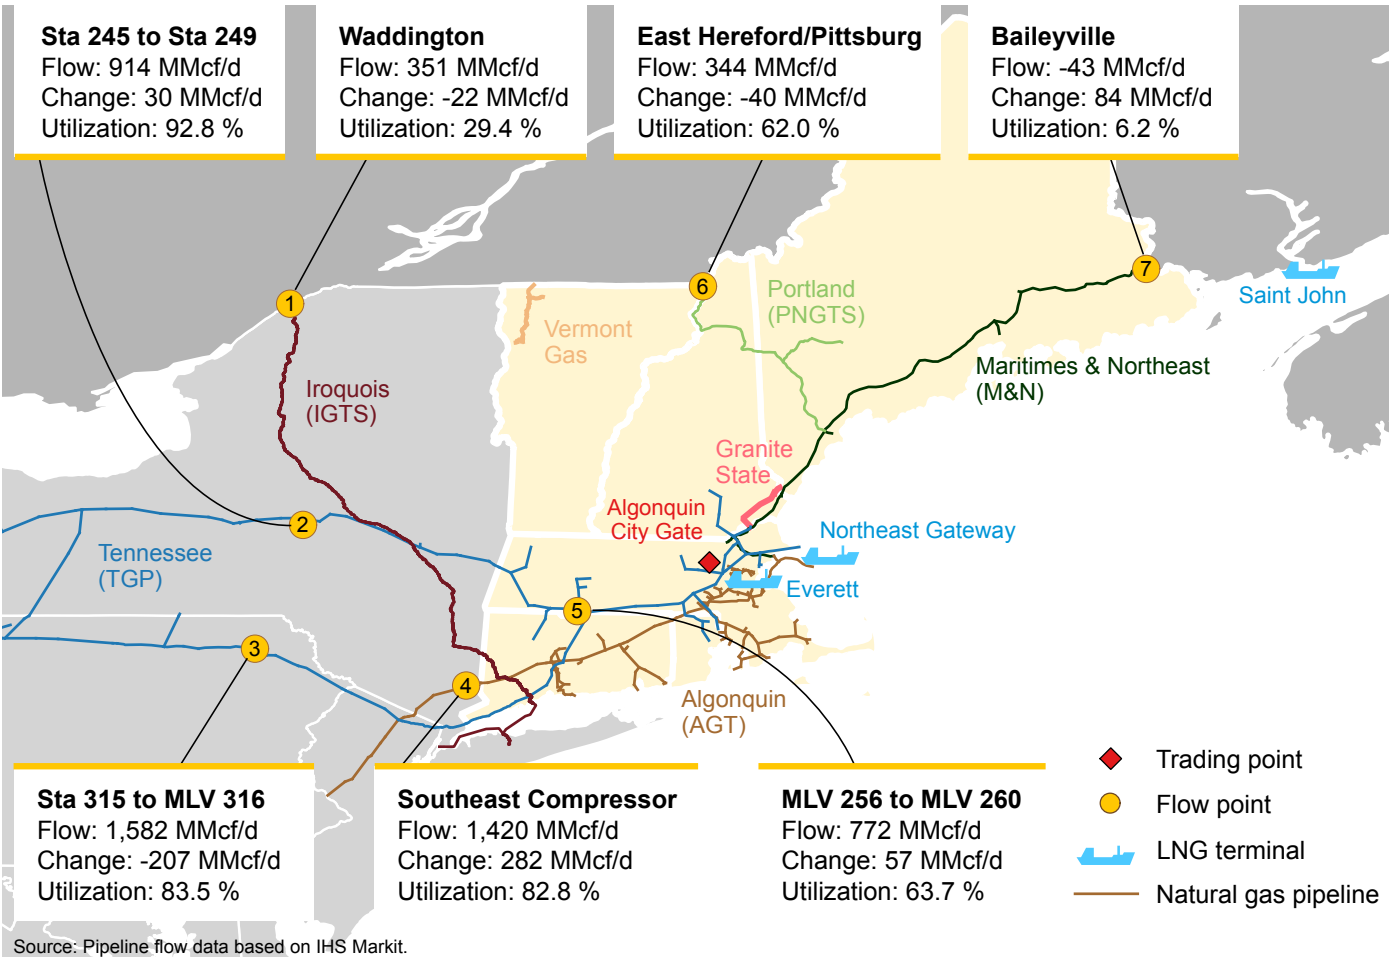 Sta 245 to Sta 249
Flow: 914 MMcf/d
Change: 30 MMcf/d
Utilization: 92.8 %
Waddington
Flow: 351 MMcf/d
Change: -22 MMcf/d
Utilization: 29.4 %
East Hereford/Pittsburg
Flow: 344 MMcf/d
Change: -40 MMcf/d
Utilization: 62.0 %
Baileyville
Flow: -43 MMcf/d
Change: 84 MMcf/d
Utilization: 6.2 %
1
6
7
Saint John
Portland
(PNGTS)
Vermont
Gas
Maritimes & Northeast
(M&N)
Iroquois
(IGTS)
Granite
State
Algonquin
City Gate
2
Northeast Gateway
Tennessee
(TGP)
Everett
5
3
4
Algonquin
(AGT)
Sta 315 to MLV 316
Flow: 1,582 MMcf/d
Change: -207 MMcf/d
Utilization: 83.5 %
Southeast Compressor
Flow: 1,420 MMcf/d
Change: 282 MMcf/d
Utilization: 82.8 %
MLV 256 to MLV 260
Flow: 772 MMcf/d
Change: 57 MMcf/d
Utilization: 63.7 %
Trading point
Flow point
LNG terminal
Natural gas pipeline
Source: Pipeline flow data based on IHS Markit.